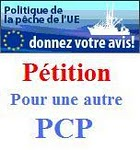 Politique de
la pêche de l'UE
donnez votre avis!
Pétition
Pour une autre
PCP